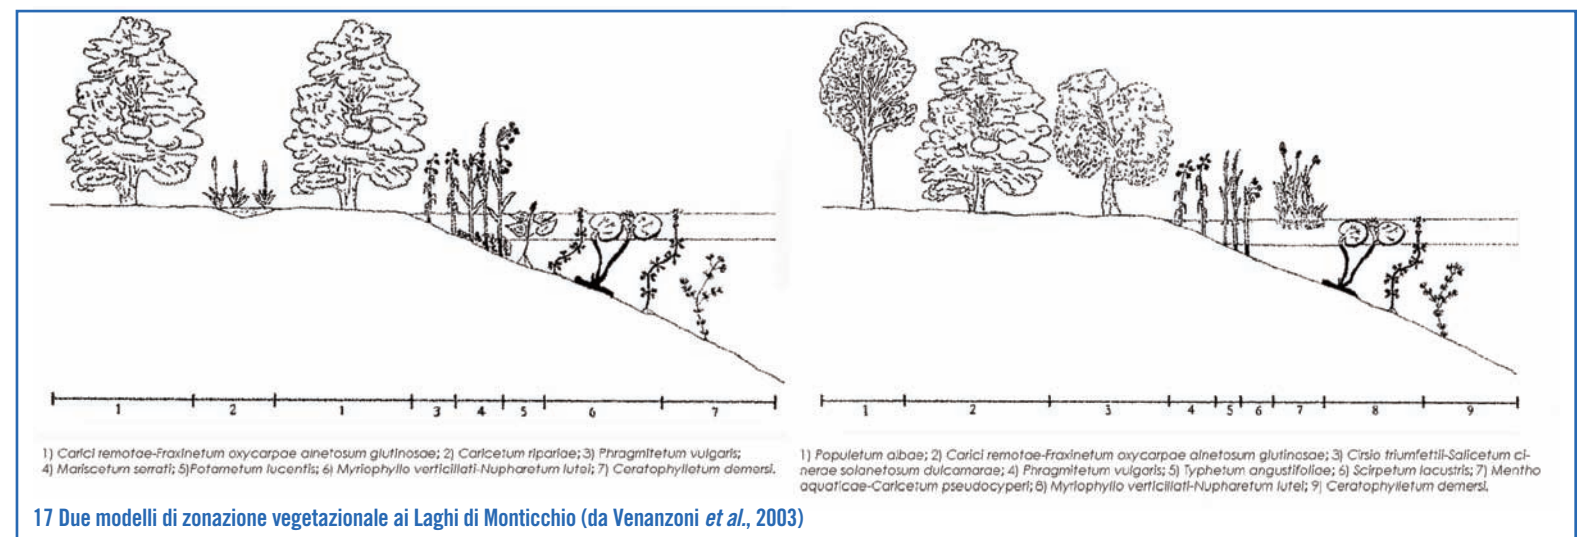 1 2 1 3 4 5 6 7
1) Carici remotae-Fraxinetum oxycarpae alnetosum glutinosae; 2) Caricetum ripariae; 3) Phragmitetum vulgaris;
4) Mariscetum serrati; 5)Potametum lucentis; 6) Myriophyllo verticillati-Nupharetum lutei; 7) Ceratophylletum demersi.
1 2 3 4 5 6 7 8 9
1) Populetum albae; 2) Carici remotae-Fraxinetum oxycarpae alnetosum glutinosae; 3) Cirsio triumfettii-Salicetum ci-
nerae solanetosum dulcamarae; 4) Phragmitetum vulgaris; 5) Typhetum angustifoliae; 6) Scirpetum lacustris; 7) Mentho
aquaticae-Caricetum pseudocyperi; 8) Myriophyllo verticillati-Nupharetum lutei; 9) Ceratophylletum demersi.
17 Due modelli di zonazione vegetazionale ai Laghi di Monticchio (da Venanzoni et al., 2003)